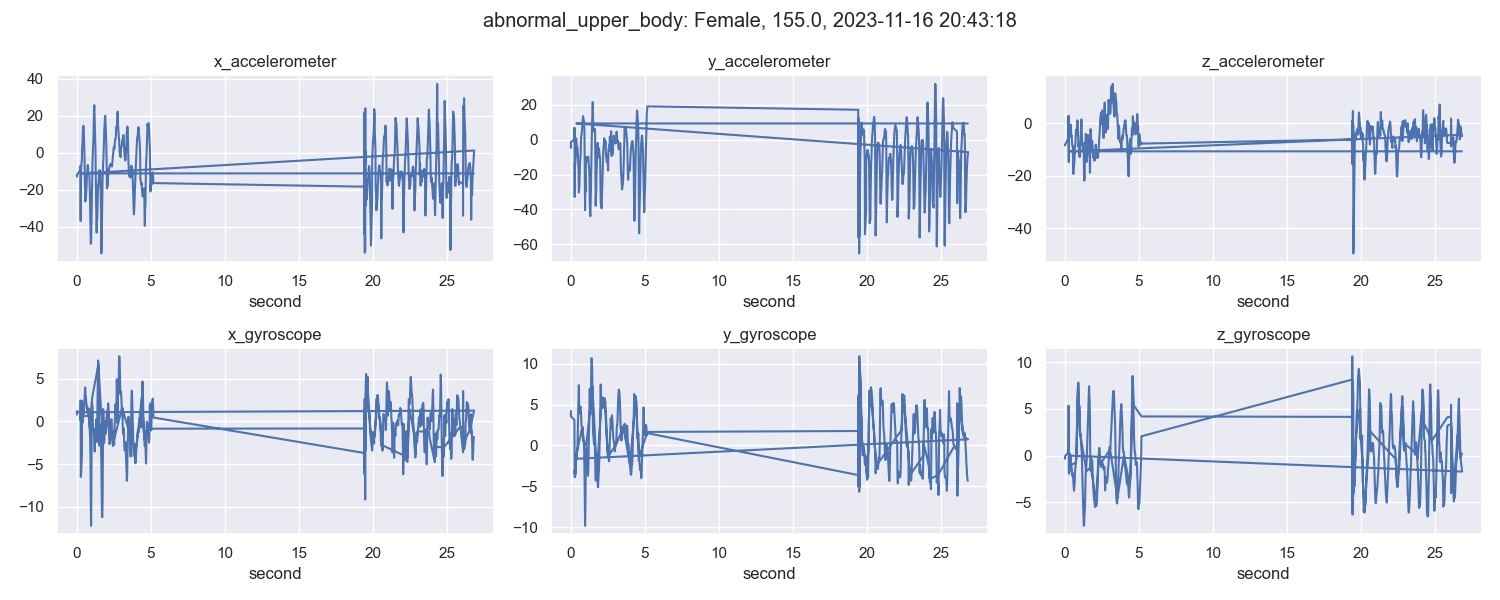 abnormal_upper_body: Female, 155.0, 2023-11-16 20:43:18
x_accelerometer
40
20
0
−20
−40
0 5 10 15 20 25
second
y_accelerometer
20
0
−20
−40
−60
0 5 10 15 20 25
second
z_accelerometer
0
−20
−40
0 5 10 15 20 25
second
x_gyroscope
5
0
−5
−10
0 5 10 15 20 25
second
y_gyroscope
10
5
0
−5
−10
0 5 10 15 20 25
second
z_gyroscope
10
5
0
−5
0 5 10 15 20 25
second